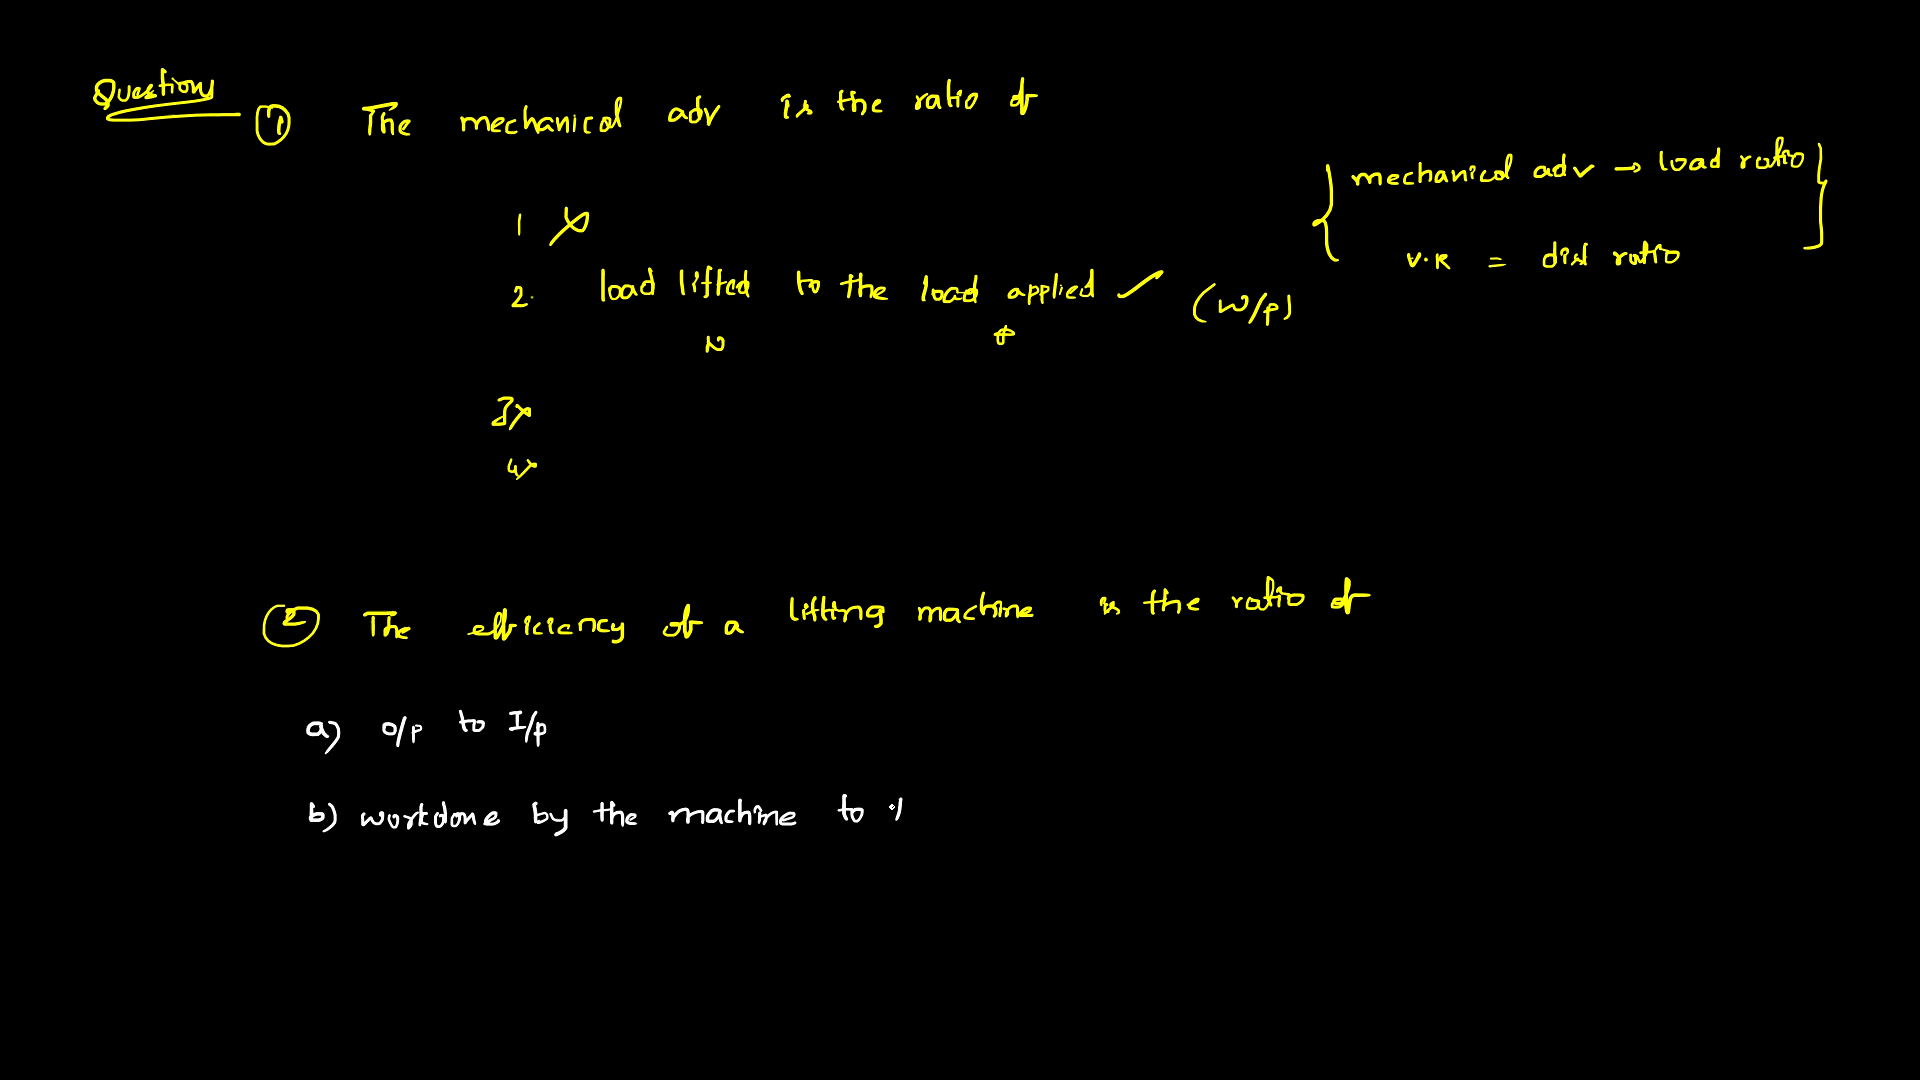 Questions
① The mechanical adv is the ratio of
{ mechanical adv → load ratio }
V.R = dist ratio
1
2. load lifted to the load applied ✓ (W/P)
W P
3
4
② The efficiency of a lifting machine is the ratio of
a) o/p to I/p
b) workdone by the machine to